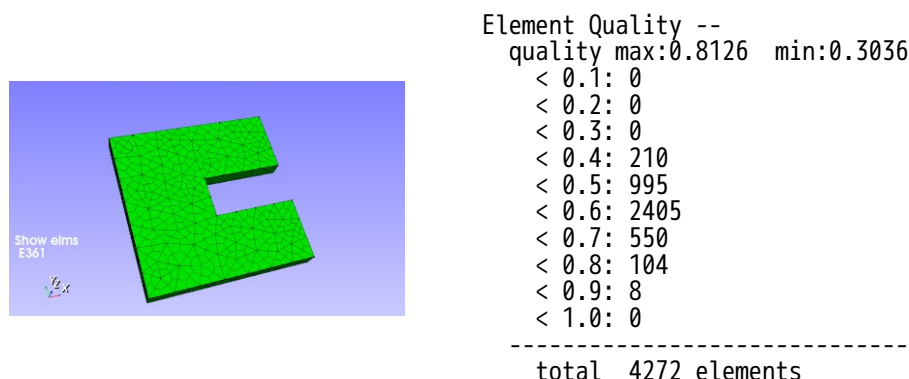 Element Quality --
quality max:0.8126  min:0.3036
< 0.1: 0
< 0.2: 0
< 0.3: 0
< 0.4: 210
< 0.5: 995
< 0.6: 2405
< 0.7: 550
< 0.8: 104
< 0.9: 8
< 1.0: 0
------------------------------
total  4272 elements
Show elms
E361
Y
Z X